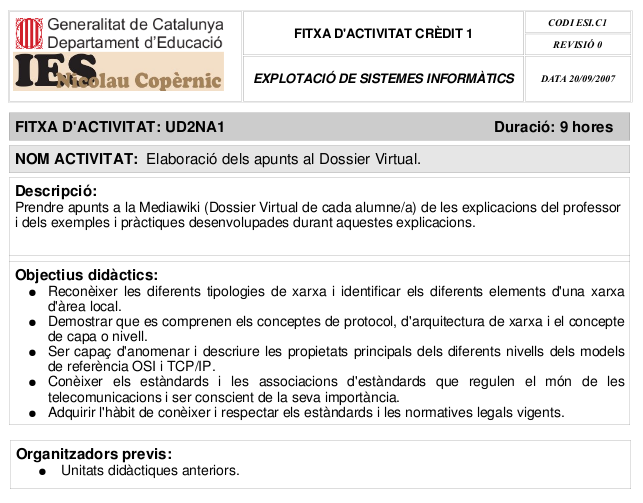 Generalitat de Catalunya
Departament d'Educació
IES
Nicolau Copèrnic
FITXA D'ACTIVITAT CRÈDIT 1
EXPLOTACIÓ DE SISTEMES INFORMÀTICS
CODI ESI.C1
REVISIÓ 0
DATA 20/09/2007
FITXA D'ACTIVITAT: UD2NA1 Duració: 9 hores
NOM ACTIVITAT: Elaboració dels apunts al Dossier Virtual.
Descripció:
Prendre apunts a la Mediawiki (Dossier Virtual de cada alumne/a) de les explicacions del professor
i dels exemples i pràctiques desenvolupades durant aquestes explicacions.
Objectius didàctics:
● Reconèixer les diferents tipologies de xarxa i identificar els diferents elements d'una xarxa
d'àrea local.
● Demostrar que es comprenen els conceptes de protocol, d'arquitectura de xarxa i el concepte
de capa o nivell.
● Ser capaç d'anomenar i descriure les propietats principals dels diferents nivells dels models
de referència OSI i TCP/IP.
● Conèixer els estàndards i les associacions d'estàndards que regulen el món de les
telecomunicacions i ser conscient de la seva importància.
● Adquirir l'hàbit de conèixer i respectar els estàndards i les normatives legals vigents.
Organitzadors previs:
● Unitats didàctiques anteriors.